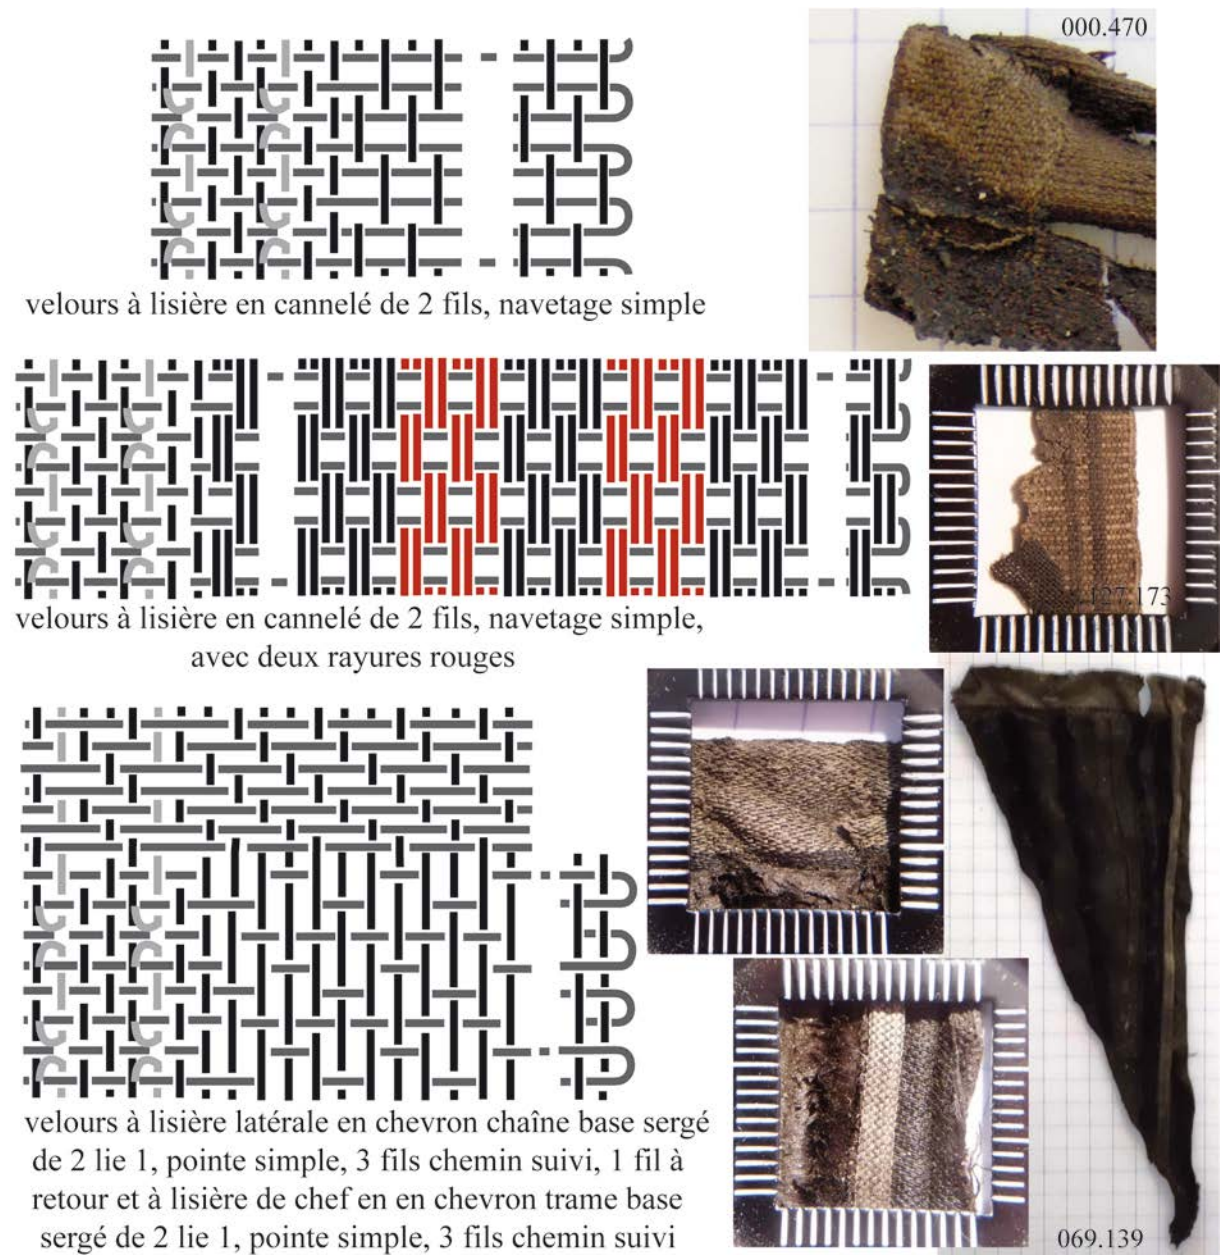 000.470
velours à lisière en cannelé de 2 fils, navetage simple
127.173
velours à lisière en cannelé de 2 fils, navetage simple,
avec deux rayures rouges
velours à lisière latérale en chevron chaîne base sergé
de 2 lie 1, pointe simple, 3 fils chemin suivi, 1 fil à
retour et à lisière de chef en en chevron trame base
sergé de 2 lie 1, pointe simple, 3 fils chemin suivi
069.139